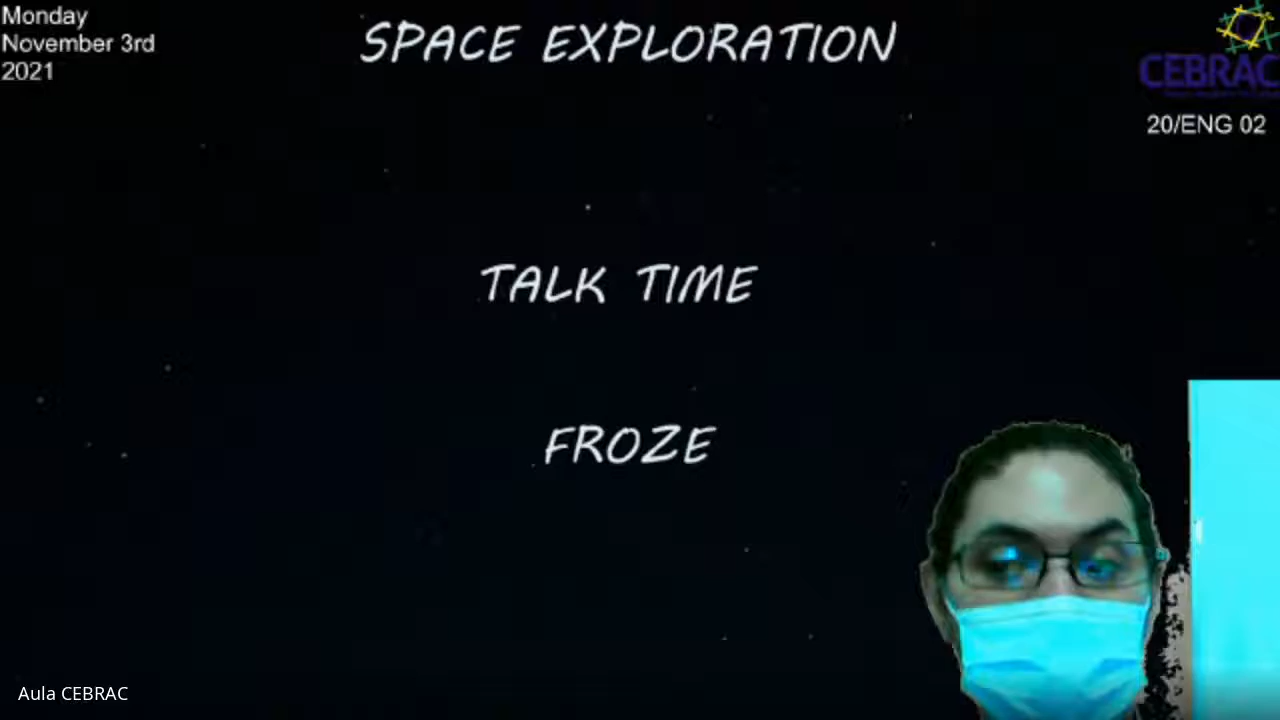 Monday
November 3rd
2021
SPACE EXPLORATION
CEBRAC
20/ENG 02
TALK TIME
FROZE
Aula CEBRAC